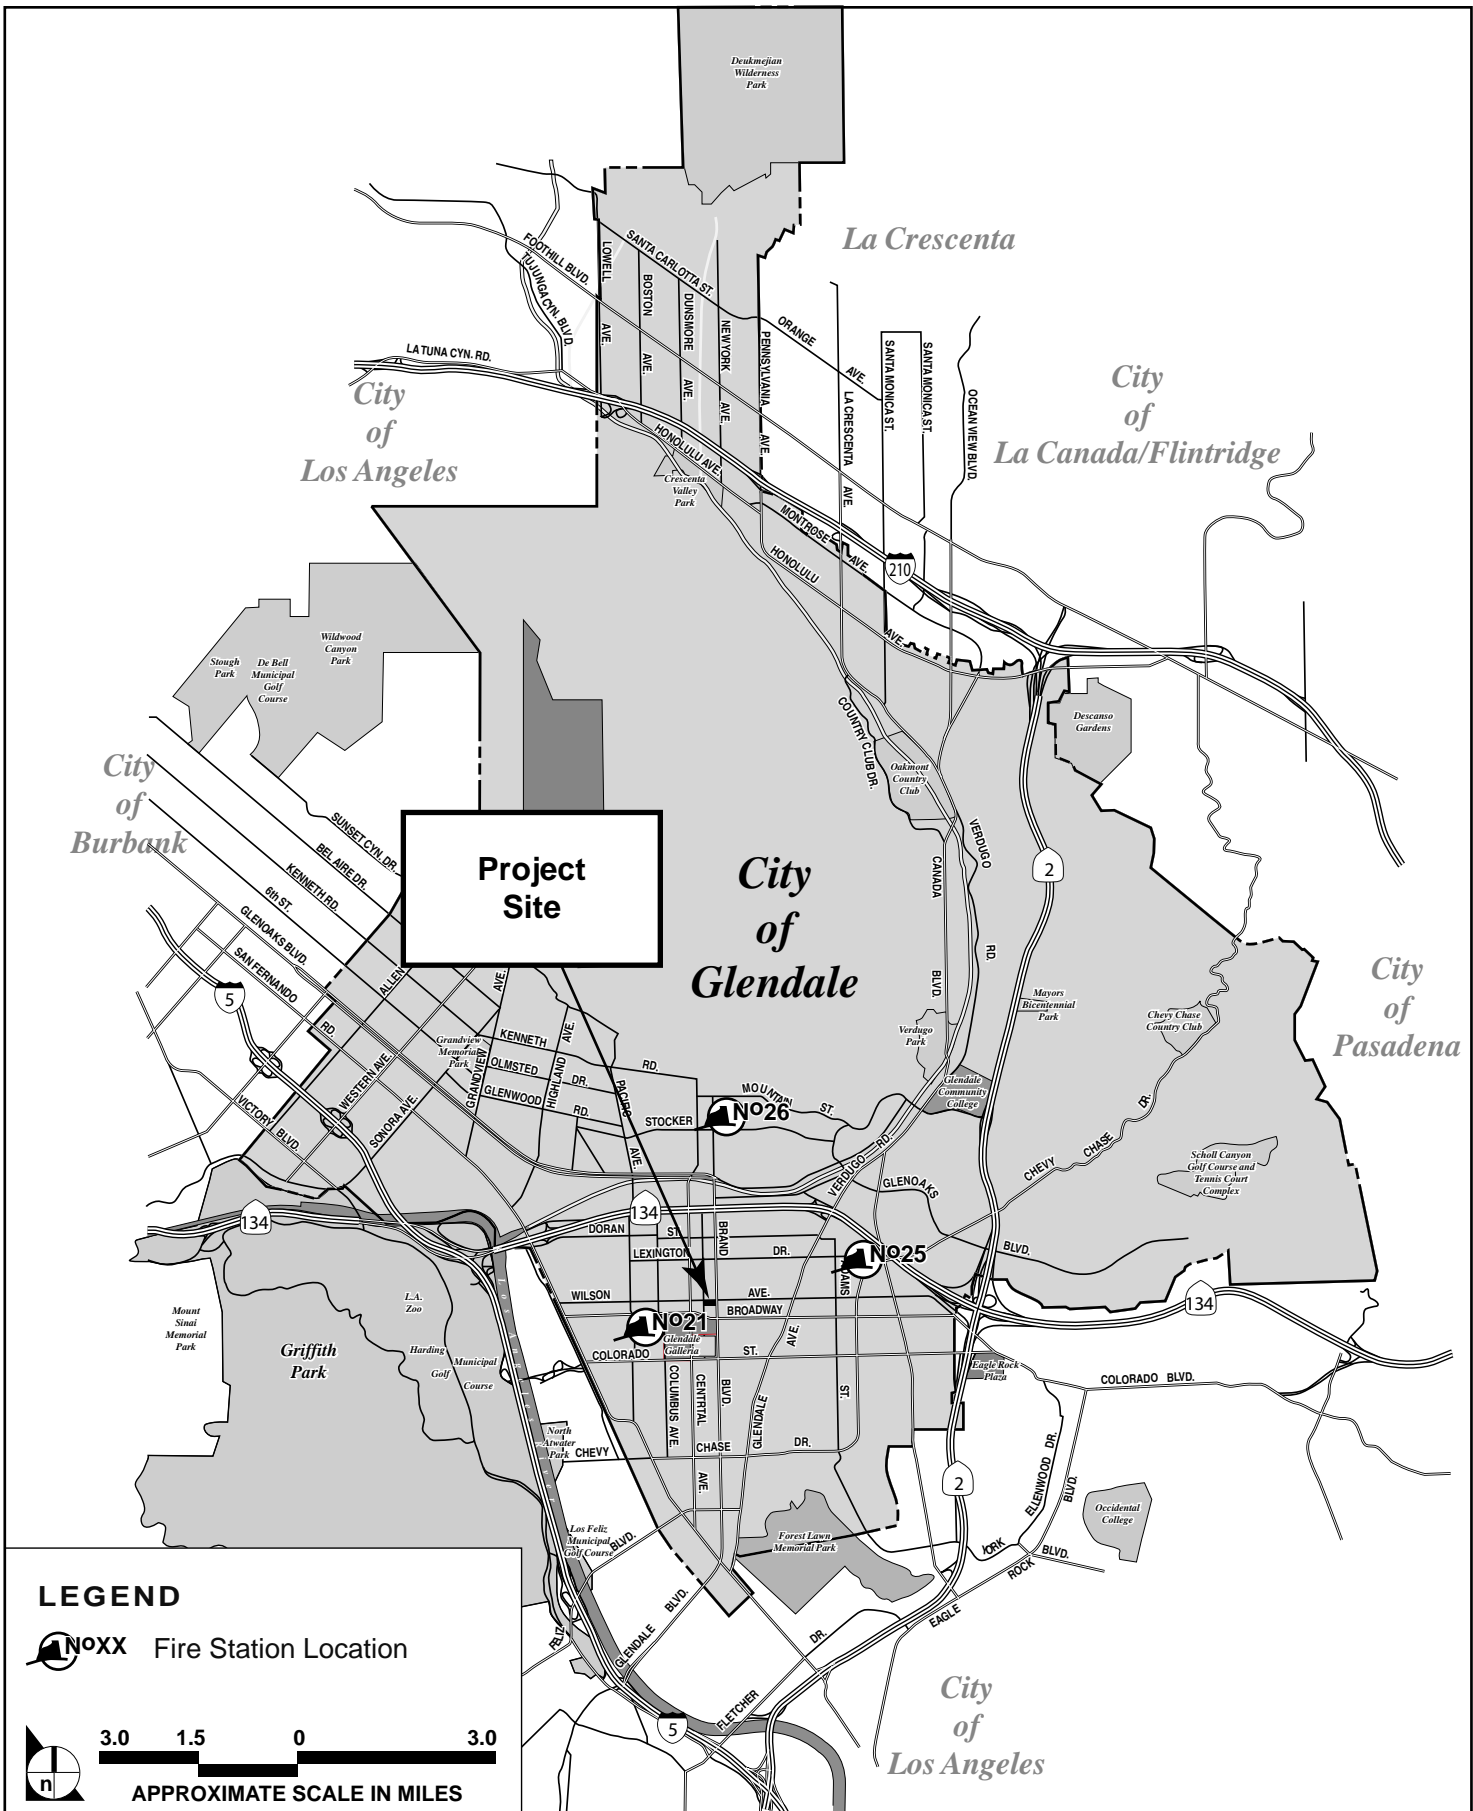 Deukmejian
Wilderness
Park
La Crescenta
FOOTHILL BLVD.
TUJUNGA CYN. BLVD.
LOWELL
AVE.
SANTA CARLOTTA ST.
BOSTON
AVE.
DUNSMORE
AVE.
NEW YORK
AVE.
PENNSYLVANIA
AVE.
ORANGE
AVE.
LA CRESCENTA
AVE.
SANTA MONICA ST.
SANTA MONICA ST.
OCEAN VIEW BLVD.
LA TUNA CYN. RD.
City
of
Los Angeles
City
of
La Canada/Flintridge
HONOLULU AVE.
Crescenta
Valley
Park
MONTROSE
AVE.
HONOLULU
AVE.
210
Wildwood
Canyon
Park
Stough
Park
De Bell
Municipal
Golf
Course
Descanso
Gardens
COUNTRY CLUB DR.
Oakmont
Country
Club
City
of
Burbank
SUNSET CYN. DR.
BEL AIRE DR.
KENNETH RD.
6th ST.
GLENOAKS BLVD.
SAN FERNANDO
RD.
Project
Site
City
of
Glendale
VERDUGO
RD.
CANADA
BLVD.
2
City
of
Pasadena
5
ALLEN
AVE.
Mayors
Bicentennial
Park
Chevy Chase
Country Club
Verdugo
Park
Grandview
Memorial
Park
KENNETH
RD.
OLMSTED
DR.
GLENWOOD
RD.
GRANDVIEW
HIGHLAND
AVE.
PACIFIC
AVE.
WESTERN AVE.
SONORA AVE.
VICTORY BLVD.
Glendale
Community
College
MOUNTAIN
ST.
STOCKER
No26
VERDUGO RD.
GLENOAKS
BLVD.
CHEVY
CHASE
DR.
Scholl Canyon
Golf Course and
Tennis Court
Complex
134
134
DORAN
ST.
BRAND
LEXINGTON
DR.
No25
ADAMS
ST.
WILSON
AVE.
BROADWAY
No21
Glendale
Galleria
COLORADO
ST.
134
L.A.
Zoo
Mount
Sinai
Memorial
Park
Griffith
Park
Harding
Municipal
Golf
Course
Los Angeles River
Eagle Rock
Plaza
COLORADO BLVD.
COLUMBUS AVE.
CENTRTAL
AVE.
BLVD.
GLENDALE
AVE.
North
Atwater
Park
CHEVY
CHASE
DR.
2
ELLENWOOD DR.
BLVD.
Occidental
College
Los Feliz
Municipal
Golf Course
BLVD.
Forest Lawn
Memorial Park
YORK
BLVD.
EAGLE
ROCK
FELIZ
GLENDALE
BLVD.
DR.
FLETCHER
5
City
of
Los Angeles
LEGEND
NoXX Fire Station Location
3.0 1.5 0 3.0
n
APPROXIMATE SCALE IN MILES